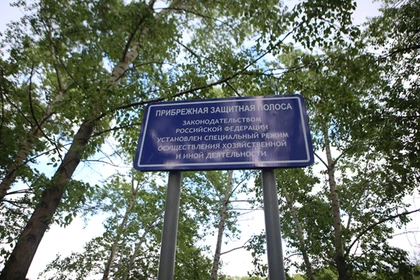 ПРИБРЕЖНАЯ ЗАЩИТНАЯ ПОЛОСА
ЗАКОНОДАТЕЛЬСТВОМ
РОССИЙСКОЙ ФЕДЕРАЦИИ
УСТАНОВЛЕН СПЕЦИАЛЬНЫЙ РЕЖИМ
ОСУЩЕСТВЛЕНИЯ ХОЗЯЙСТВЕННОЙ
И ИНОЙ ДЕЯТЕЛЬНОСТИ